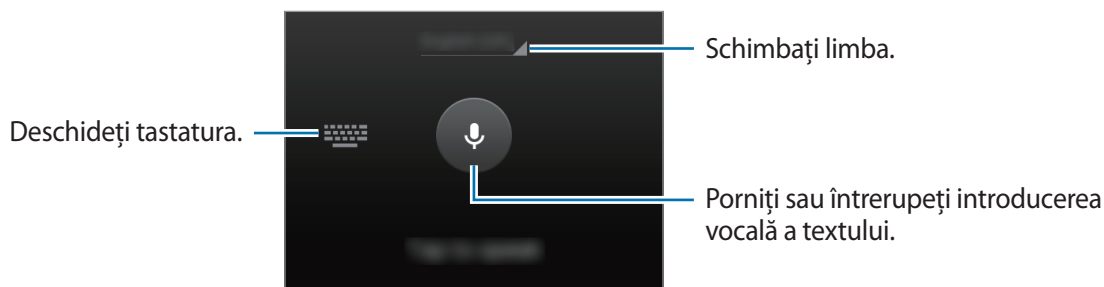 Schimbați limba.
Deschideți tastatura.
Porniți sau întrerupeți introducerea
vocală a textului.